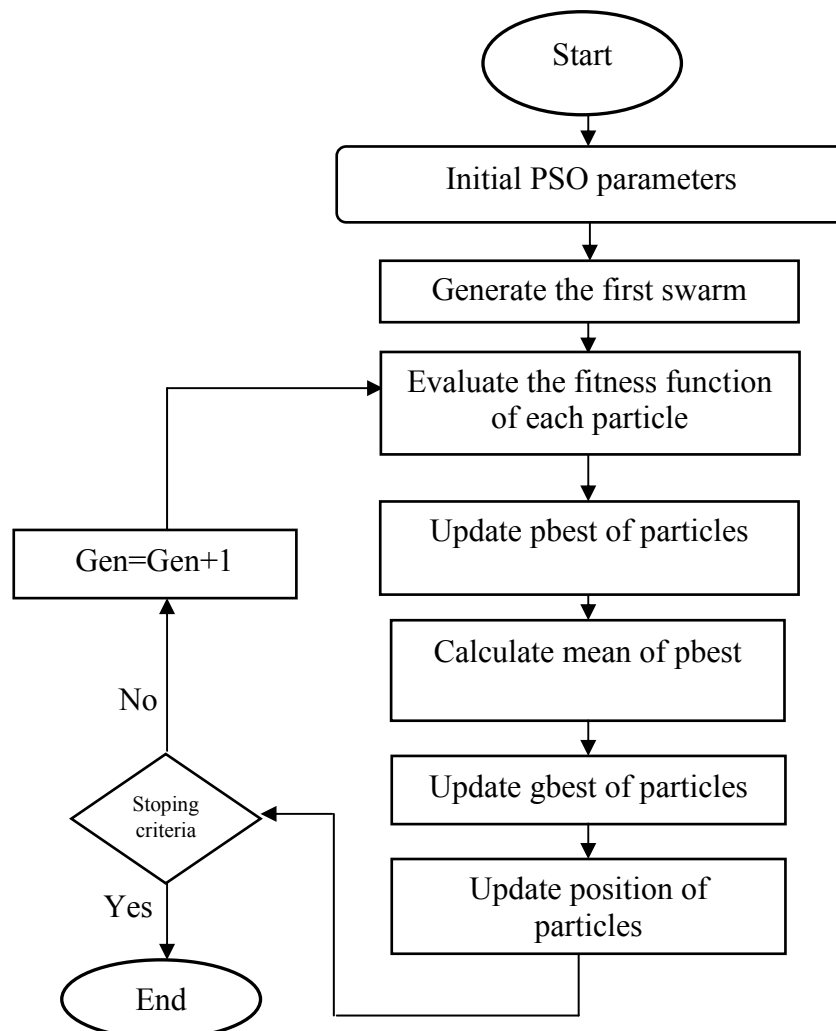 Start
Initial PSO parameters
Generate the first swarm
Evaluate the fitness function
of each particle
Update pbest of particles
Gen=Gen+1
Calculate mean of pbest
No
Update gbest of particles
Stoping
criteria
Update position of
particles
Yes
End